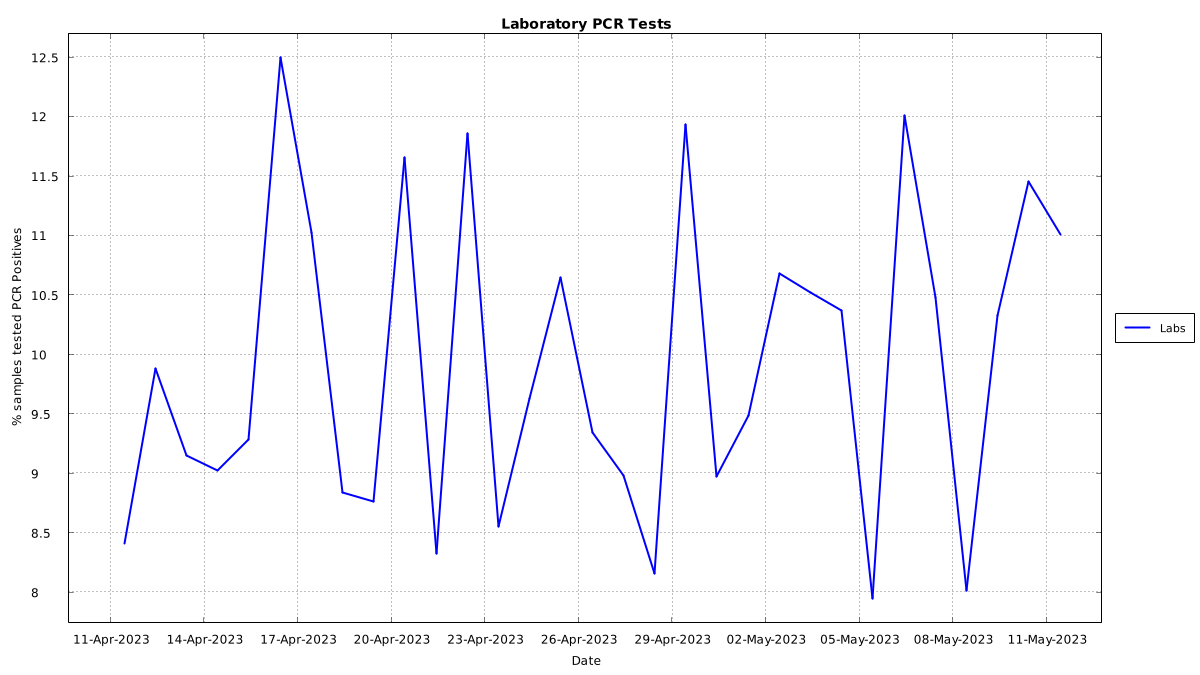 Laboratory PCR Tests
% samples tested PCR Positives
12.5
12
11.5
11
10.5
10
9.5
9
8.5
8
11-Apr-2023 14-Apr-2023 17-Apr-2023 20-Apr-2023 23-Apr-2023 26-Apr-2023 29-Apr-2023 02-May-2023 05-May-2023 08-May-2023 11-May-2023
Date
Labs